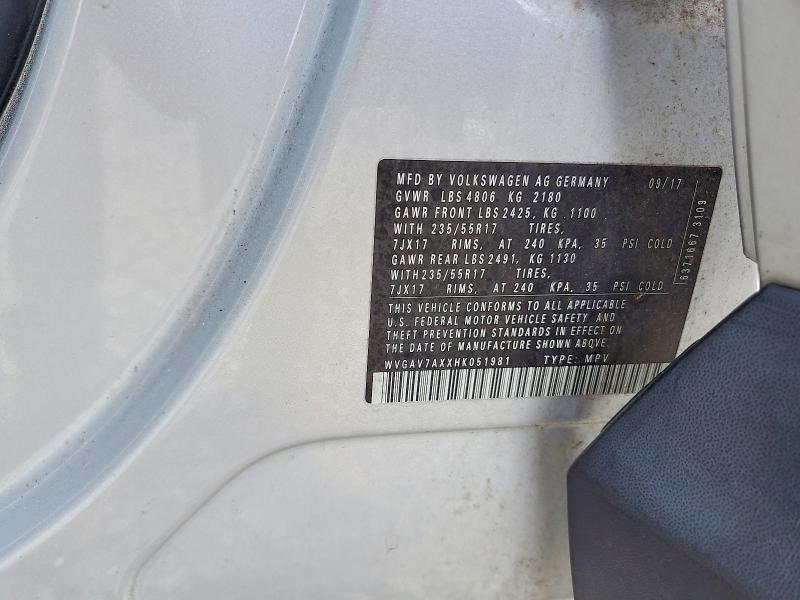 MFD BY VOLKSWAGEN AG GERMANY 09/17
GVWR LBS 4806 KG 2180
GAWR FRONT LBS 2425, KG 1100
WITH 235/55R17 TIRES,
7JX17 RIMS, AT 240 KPA, 35 PSI COLD
GAWR REAR LBS 2491, KG 1130
WITH 235/55R17 TIRES,
7JX17 RIMS, AT 240 KPA, 35 PSI COLD
THIS VEHICLE CONFORMS TO ALL APPLICABLE
U.S. FEDERAL MOTOR VEHICLE SAFETY AND
THEFT PREVENTION STANDARDS IN EFFECT ON
THE DATE OF MANUFACTURE SHOWN ABOVE.
WVGAV7AXXHK051981 TYPE: MPV
6371667 3109